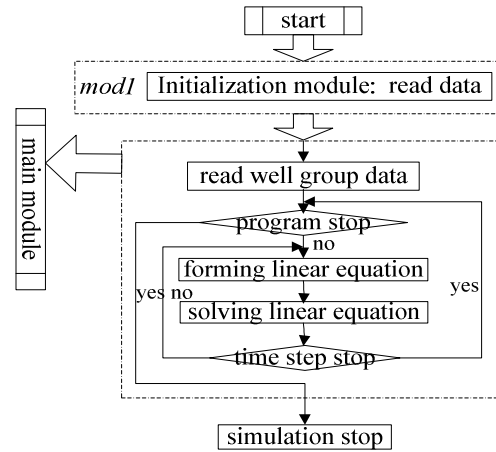 start
mod1 Initialization module: read data
main module
read well group data
program stop
no
forming linear equation
yes no
yes
solving linear equation
time step stop
simulation stop